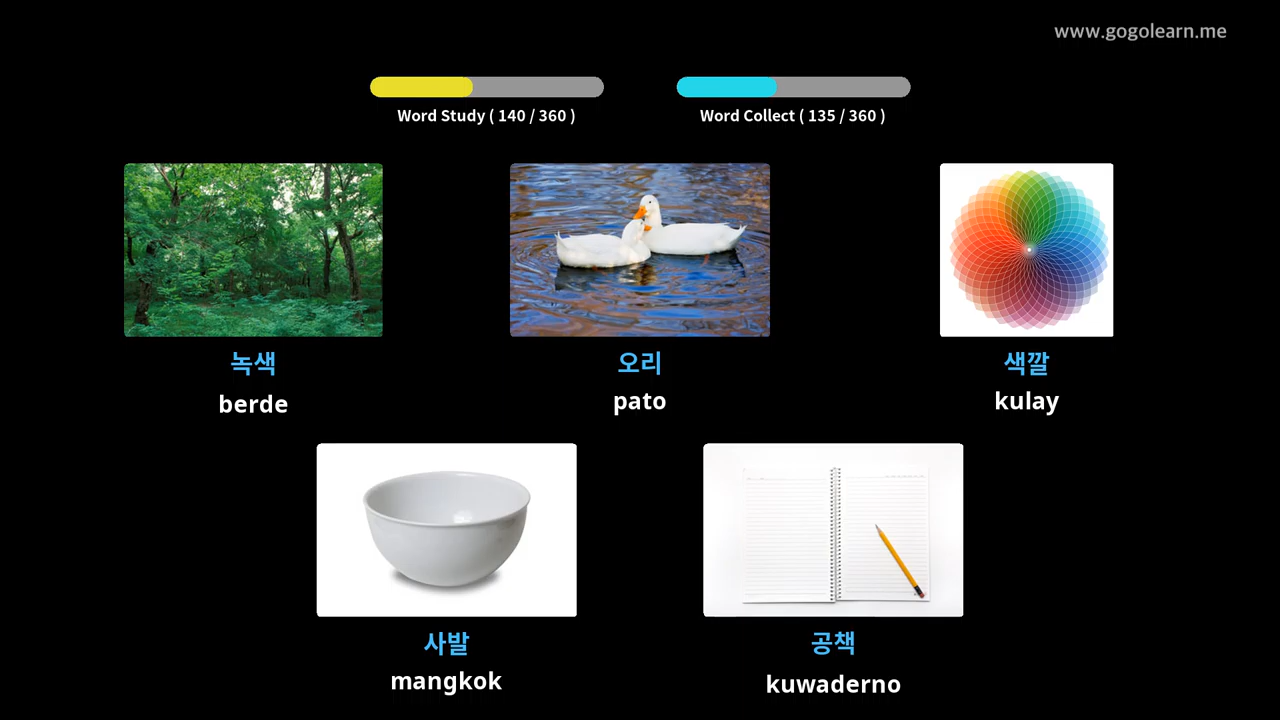 www.gogolearn.me
Word Study ( 140 / 360 )
Word Collect ( 135 / 360 )
녹색
berde
오리
pato
색깔
kulay
사발
mangkok
공책
kuwaderno